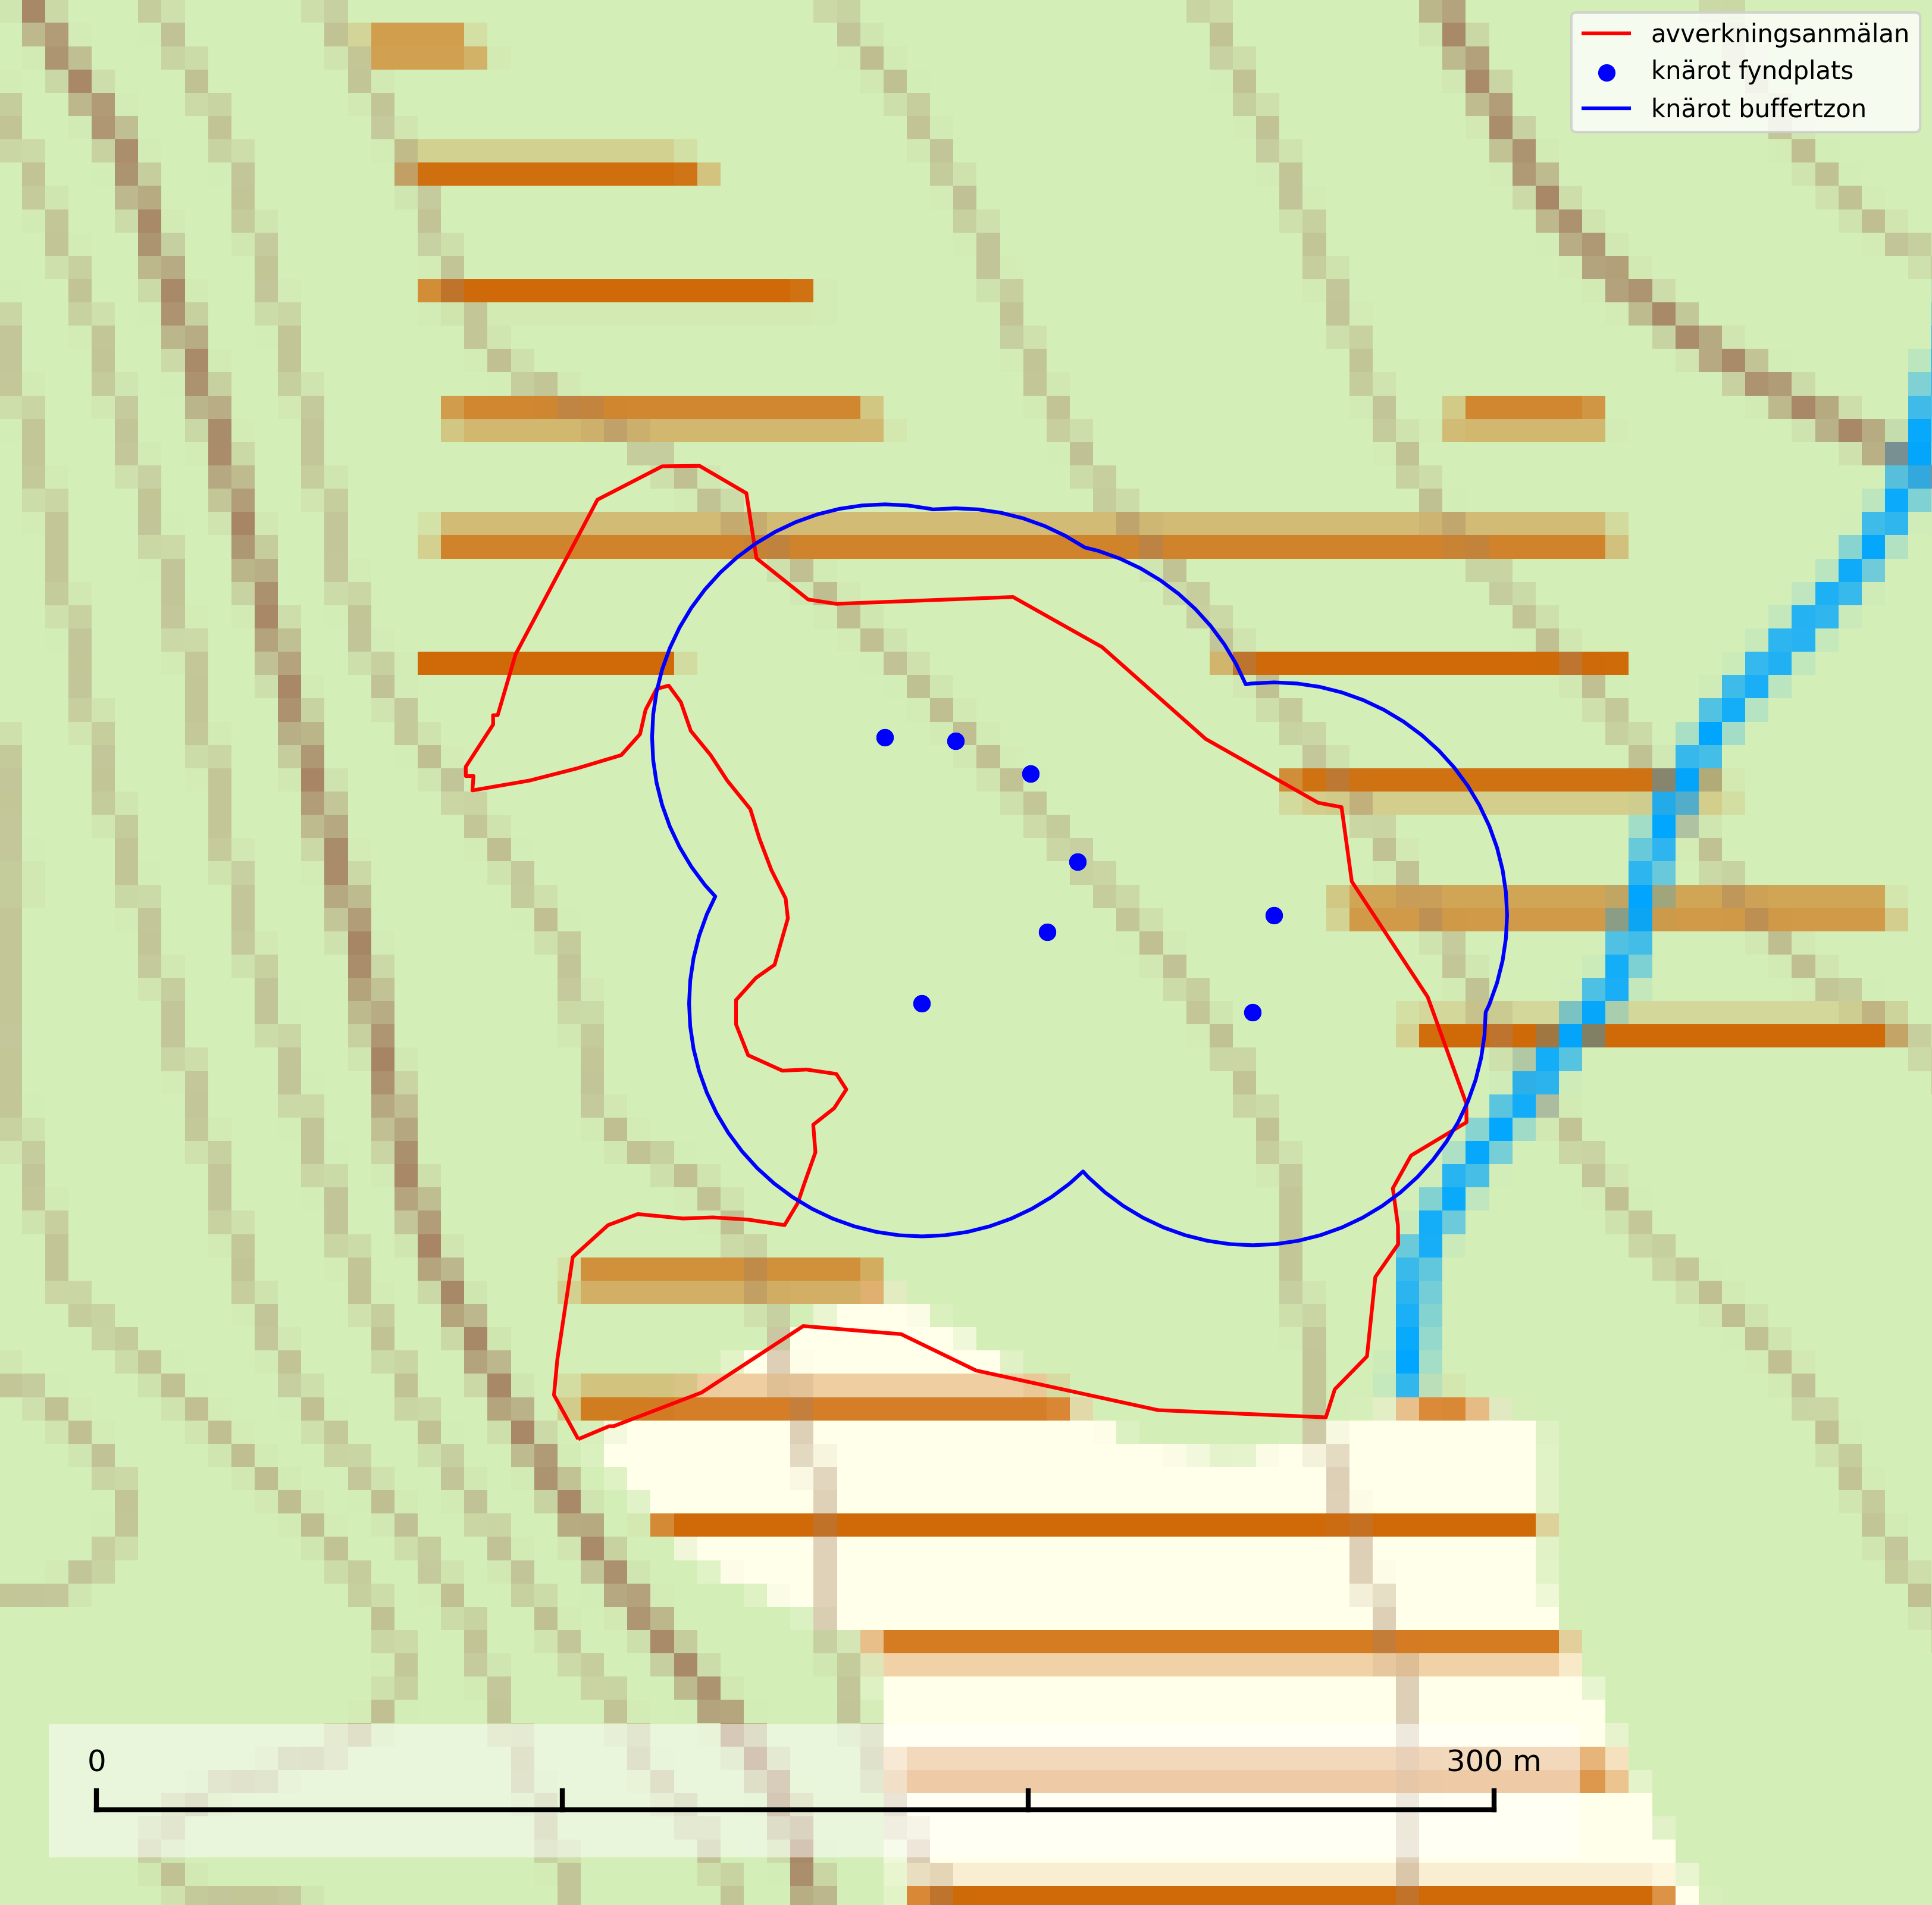 avverkningsanmälan
knärot fyndplats
knärot buffertzon
0
300 m